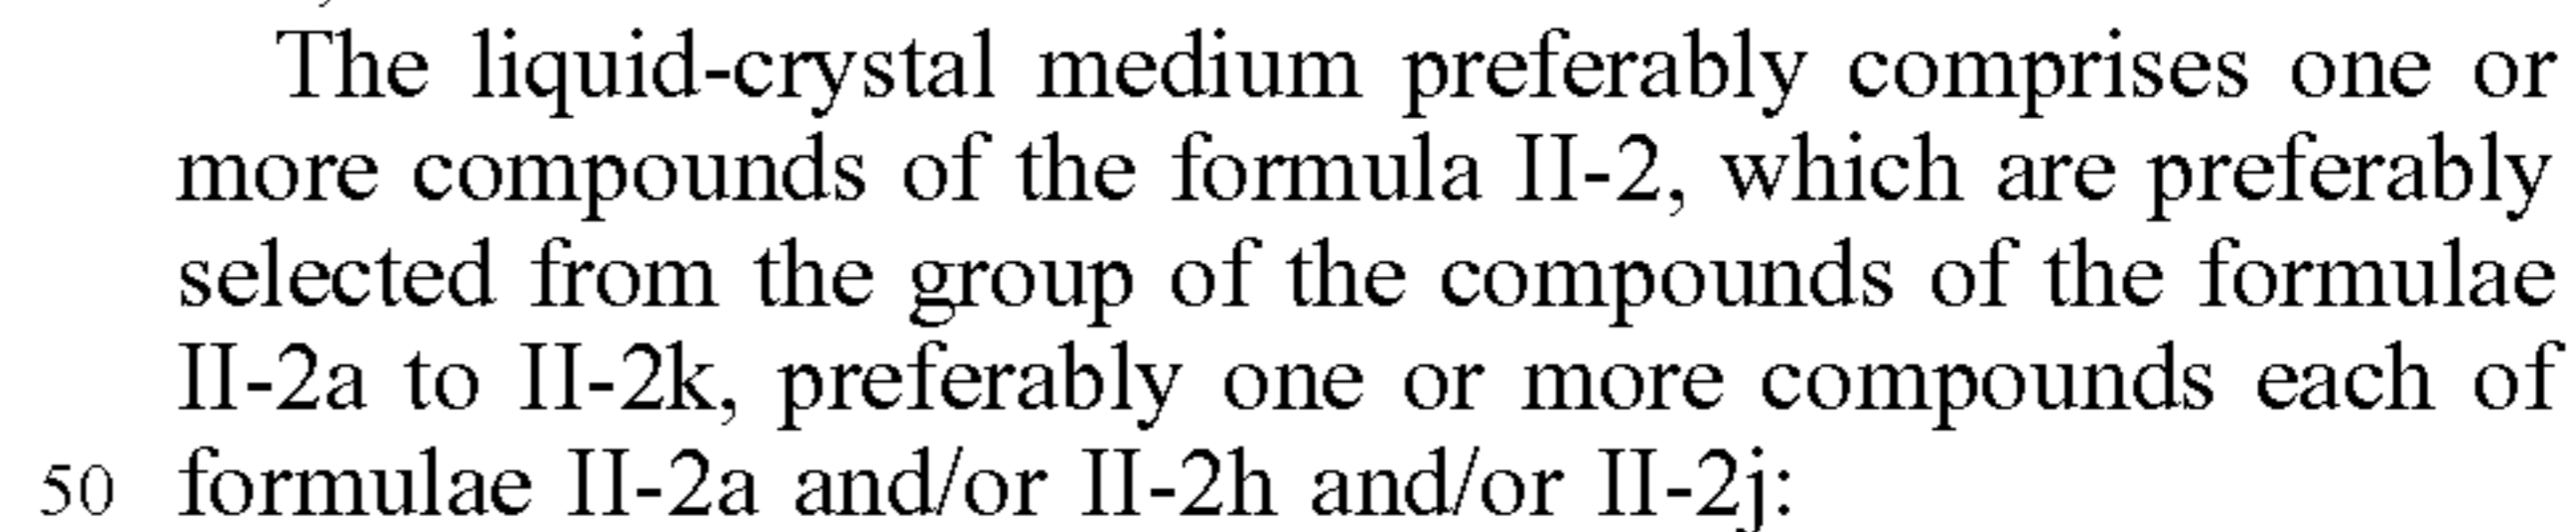 The liquid-crystal medium preferably comprises one or
more compounds of the formula II-2, which are preferably
selected from the group of the compounds of the formulae
II-2a to II-2k, preferably one or more compounds each of
50 formulae II-2a and/or II-2h and/or II-2j: